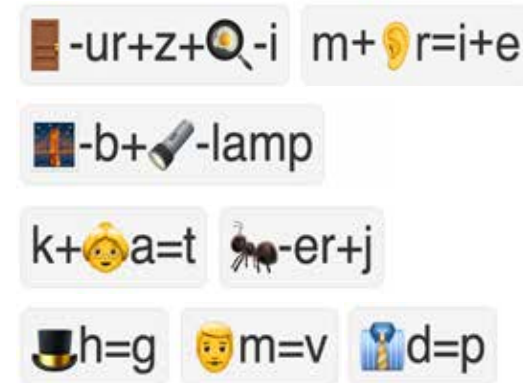 🚪-ur+z+🍳-i m+👂r=i+e
🌉-b+🔦-lamp
k+👵a=t 🐜-er+j
🎩h=g 👨m=v 👔d=p